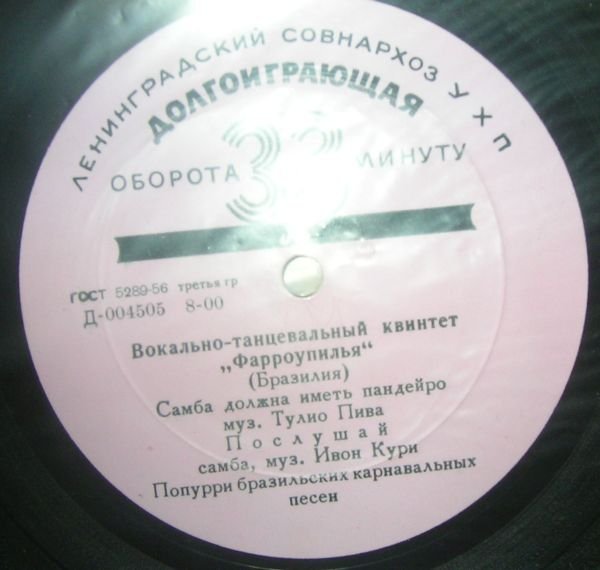 ЛЕНИНГРАДСКИЙ СОВНАРХОЗ УХП
ДОЛГОИГРАЮЩАЯ
ОБОРОТА 33 МИНУТУ
ГОСТ 5289-56 третья гр
Д-004505 8-00
Вокально-танцевальный квинтет
„Фарроупилья“
(Бразилия)
Самба должна иметь пандейро
муз. Тулио Пива
Послушай
самба, муз. Ивон Кури
Попурри бразильских карнавальных
песен